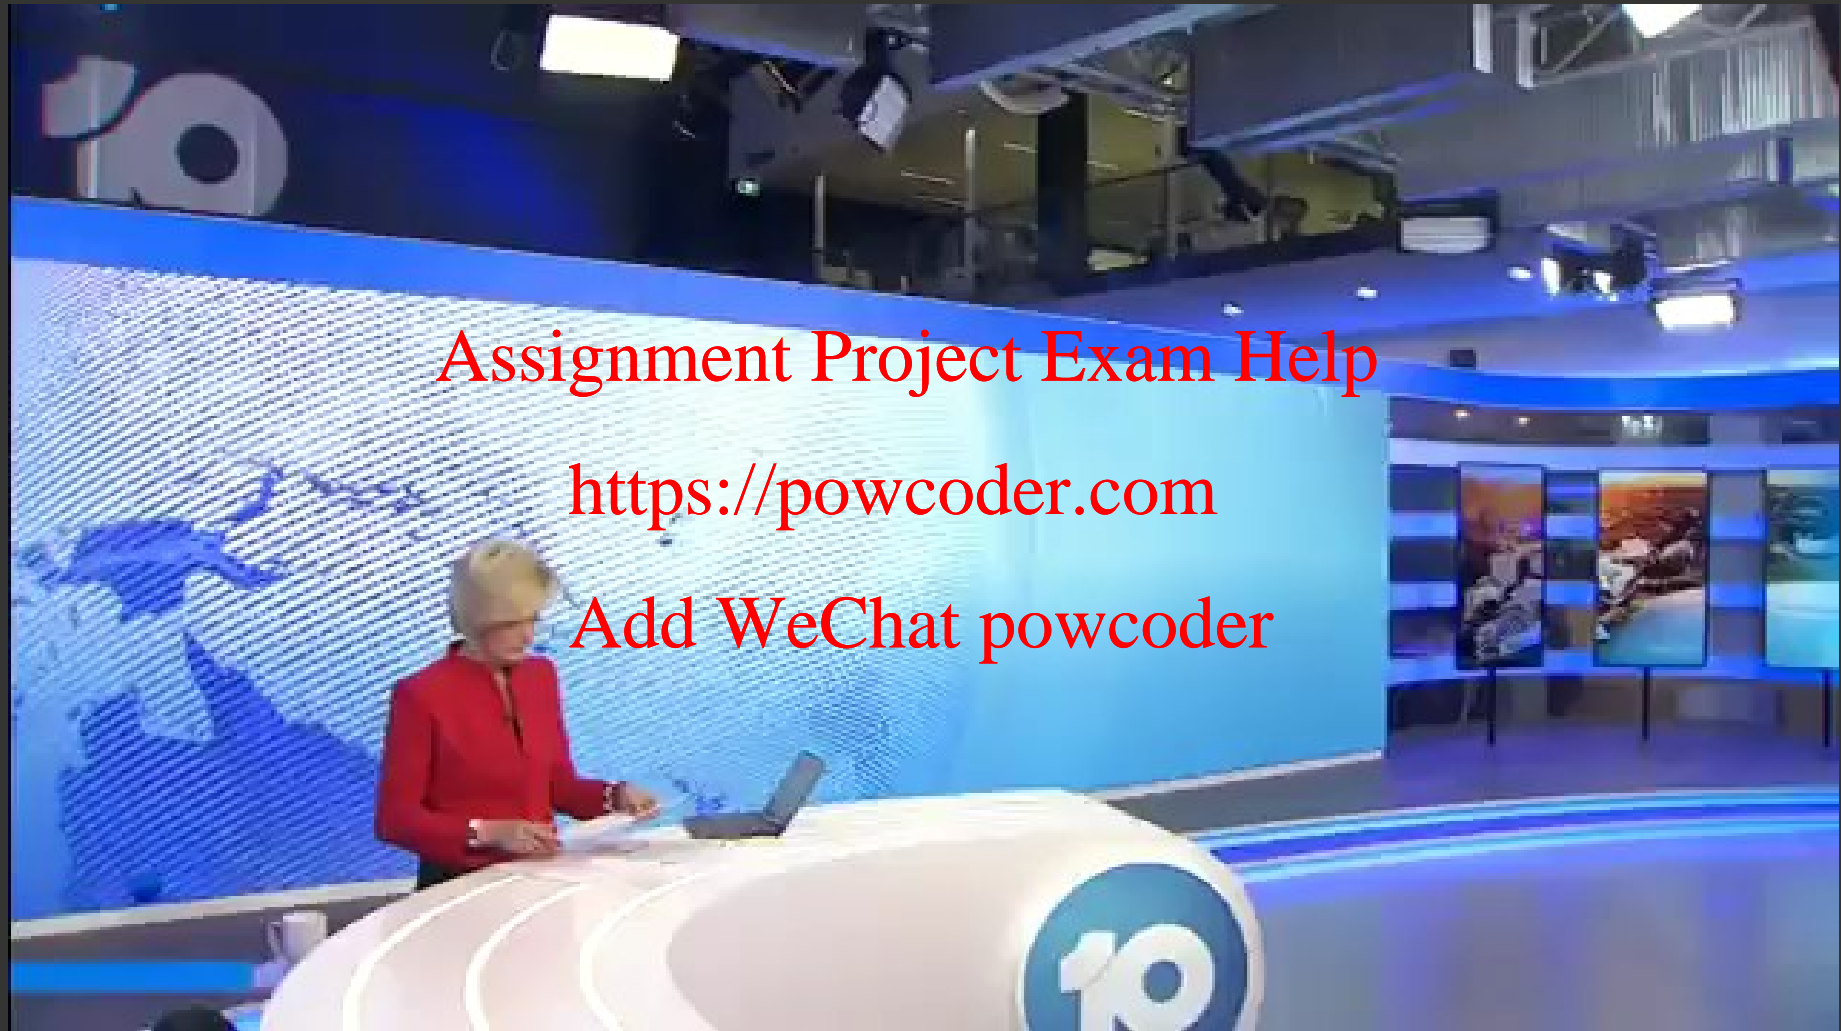 10
Assignment Project Exam Help
https://powcoder.com
Add WeChat powcoder
10